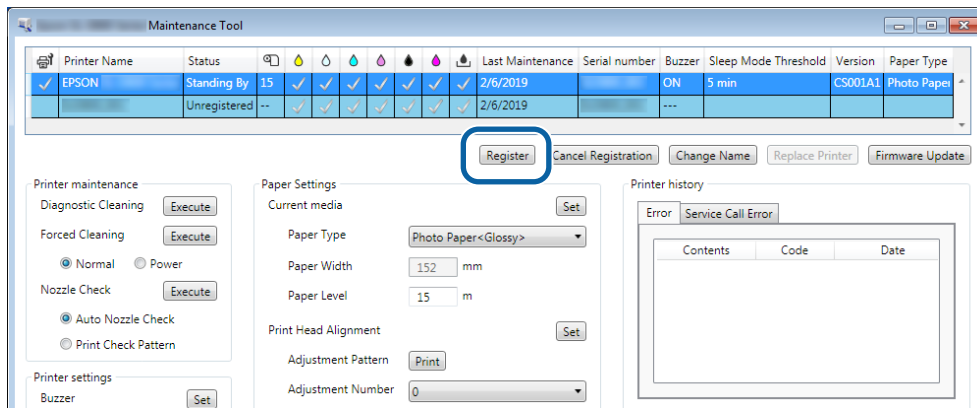 Maintenance Tool
Printer Name Status Last Maintenance Serial number Buzzer Sleep Mode Threshold Version Paper Type
EPSON Standing By 15 2/6/2019 ON 5 min CS001A1 Photo Paper
Unregistered -- 2/6/2019 ---
Register Cancel Registration Change Name Replace Printer Firmware Update
Printer maintenance
Diagnostic Cleaning Execute
Forced Cleaning Execute
Normal Power
Nozzle Check Execute
Auto Nozzle Check
Print Check Pattern
Printer settings
Buzzer Set
Paper Settings
Current media Set
Paper Type Photo Paper<Glossy>
Paper Width 152 mm
Paper Level 15 m
Print Head Alignment Set
Adjustment Pattern Print
Adjustment Number 0
Printer history
Error Service Call Error
Contents Code Date